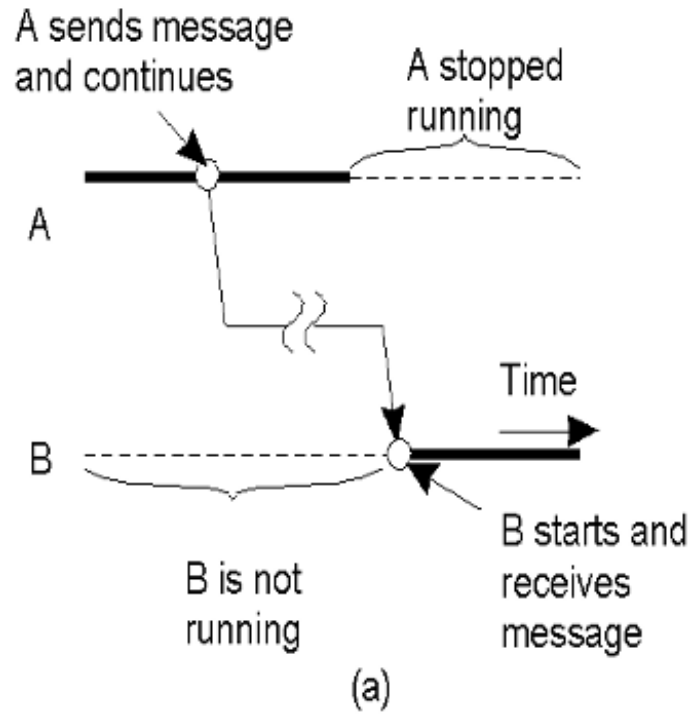 A sends message
and continues
A stopped
running
A
Time
B
B starts and
receives
message
B is not
running
(a)